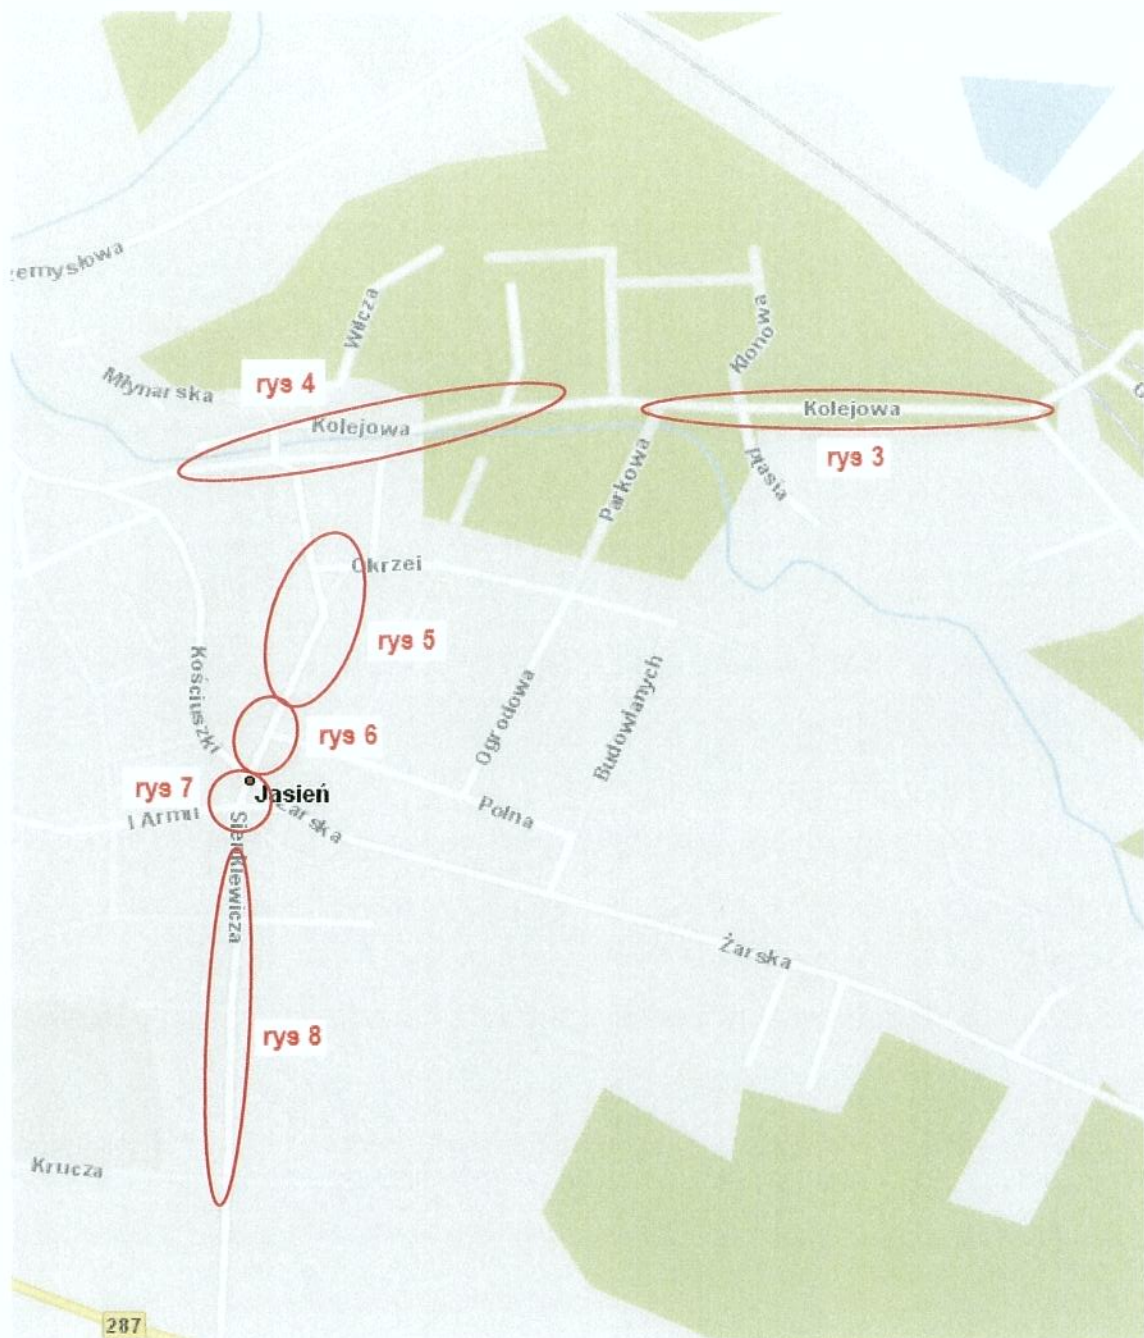 zemysłowa
Wilcza
Klonowa
Młynarska
rys 4
Kolejowa
Kolejowa
rys 3
Parkowa
Ptasia
Okrzei
rys 5
Kościuszki
Ogrodowa
Budowlanych
rys 6
rys 7
Jasień
I Armii
Żarska
Polna
Sienkiewicza
Żarska
rys 8
Krucza
287